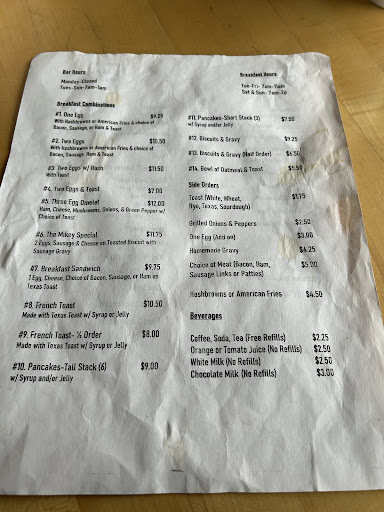 Bar Hours
Monday-Closed
Tues-Sun-7am-1am
Breakfast Combinations
#1. One Egg $9.25
With Hashbrowns or American Fries & choice of
Bacon, Sausage, or Ham & Toast
#2. Two Eggs $10.50
With Hashbrowns or American Fries & choice of
Bacon, Sausage, Ham & Toast
#3. Two Eggs w/ Hash $11.50
With Toast
#4. Two Eggs & Toast $7.00
#5. Three Egg Omelet $12.00
Ham, Cheese, Mushrooms, Onions, & Green Pepper w/
Choice of Toast
#6. The Mikey Special $11.75
2 Eggs, Sausage & Cheese on Toasted Biscuit with
Sausage Gravy
#7. Breakfast Sandwich $9.75
1 Egg, Cheese, Choice of Bacon, Sausage, or Ham on
Texas Toast
#8. French Toast $10.50
Made with Texas Toast w/ Syrup or Jelly
#9. French Toast- ½ Order $8.00
Made with Texas Toast w/ Syrup or Jelly
#10. Pancakes-Tall Stack (6) $9.00
w/ Syrup and/or Jelly
Breakfast Hours
Tue-Fri- 7am-11am
Sat & Sun- 7am-
#11. Pancakes-Short Stack (3) $7.50
w/ Syrup and/or Jelly
#12. Biscuits & Gravy $9.25
#13. Biscuits & Gravy (Half Order) $6.50
#14. Bowl of Oatmeal & Toast $5.50
Side Orders
Toast (White, Wheat, $1.75
Rye, Texas, Sourdough)
Grilled Onions & Peppers $2.50
One Egg (Add on) $3.00
Homemade Gravy $4.25
Choice of Meat (Bacon, Ham, $5.00
Sausage Links or Patties)
Hashbrowns or American Fries $4.50
Beverages
Coffee, Soda, Tea (Free Refills) $2.25
Orange or Tomato Juice (No Refills) $2.50
White Milk (No Refills) $2.50
Chocolate Milk (No Refills) $3.00